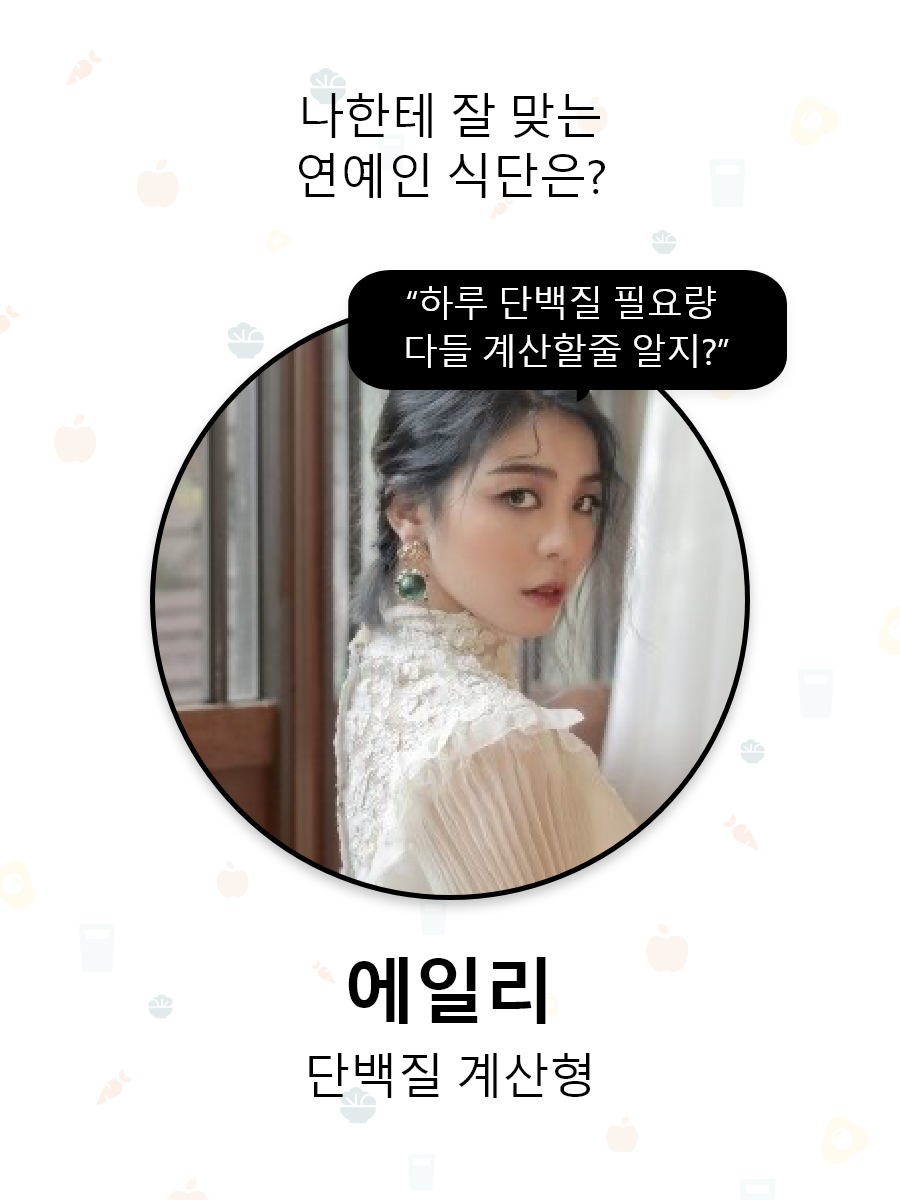 나한테 잘 맞는
연예인 식단은?
“하루 단백질 필요량
다들 계산할줄 알지?”
에일리
단백질 계산형